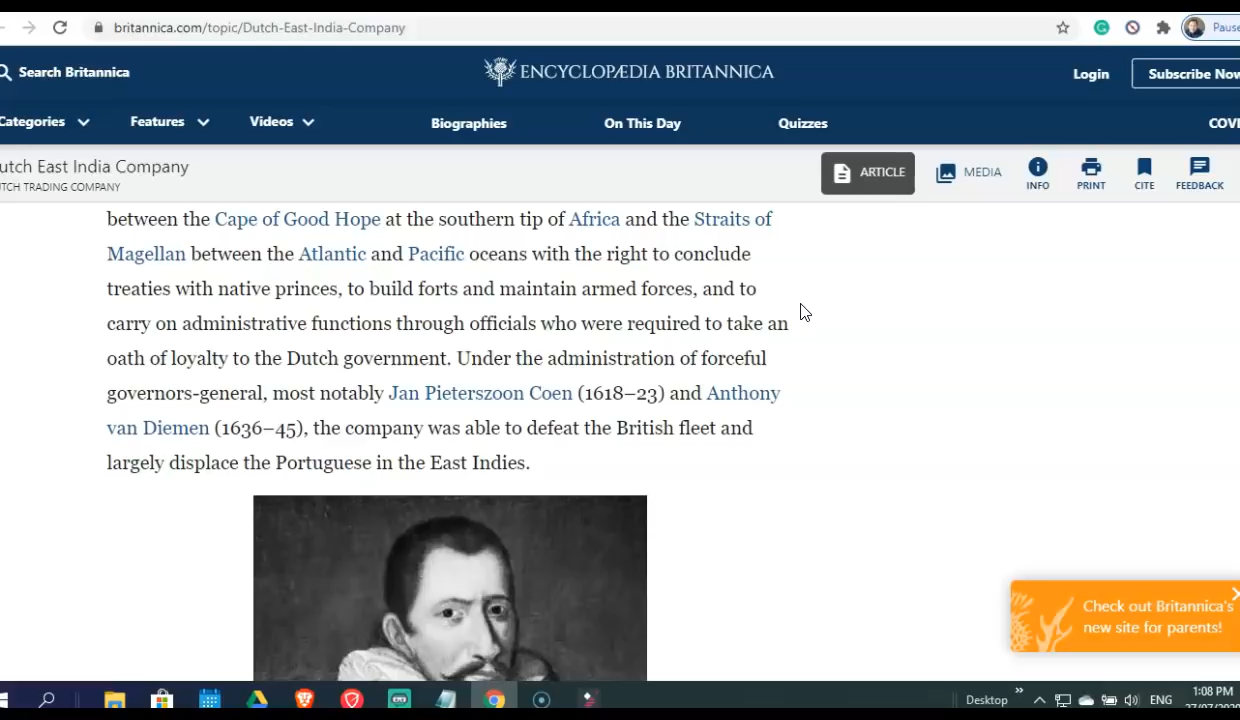 britannica.com/topic/Dutch-East-India-Company
Pause
Search Britannica
ENCYCLOPÆDIA BRITANNICA
Login
Subscribe Now
Categories
Features
Videos
Biographies
On This Day
Quizzes
COVI
utch East India Company
TCH TRADING COMPANY
ARTICLE
MEDIA
INFO
PRINT
CITE
FEEDBACK
between the Cape of Good Hope at the southern tip of Africa and the Straits of
Magellan between the Atlantic and Pacific oceans with the right to conclude
treaties with native princes, to build forts and maintain armed forces, and to
carry on administrative functions through officials who were required to take an
oath of loyalty to the Dutch government. Under the administration of forceful
governors-general, most notably Jan Pieterszoon Coen (1618–23) and Anthony
van Diemen (1636–45), the company was able to defeat the British fleet and
largely displace the Portuguese in the East Indies.
Check out Britannica's
new site for parents!
Desktop
ENG
1:08 PM